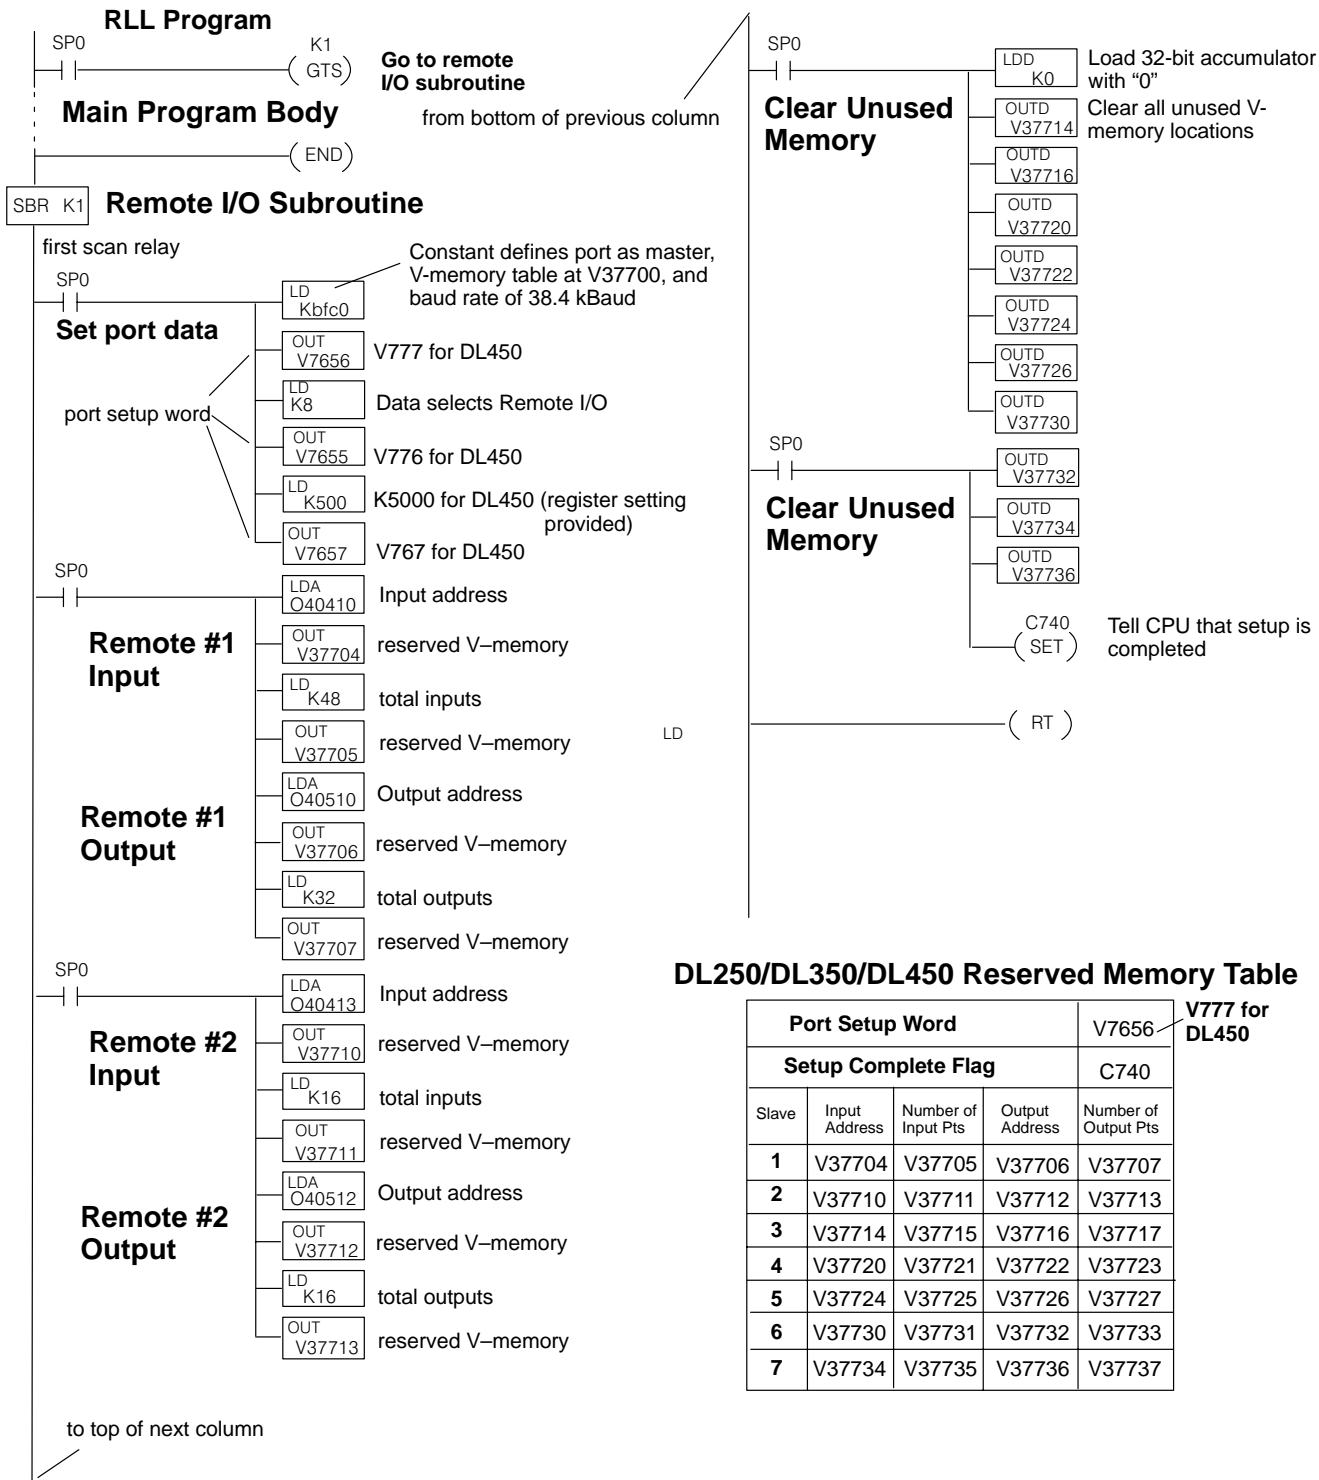 RLL Program
SP0
K1
GTS
Go to remote
I/O subroutine
Main Program Body
from bottom of previous column
END
SBR K1
Remote I/O Subroutine
first scan relay
SP0
LD
Kbfc0
Constant defines port as master,
V-memory table at V37700, and
baud rate of 38.4 kBaud
Set port data
OUT
V7656
V777 for DL450
port setup word
LD
K8
Data selects Remote I/O
OUT
V7655
V776 for DL450
LD
K500
K5000 for DL450 (register setting
provided)
OUT
V7657
V767 for DL450
SP0
LDA
O40410
Input address
Remote #1
Input
OUT
V37704
reserved V–memory
LD
K48
total inputs
OUT
V37705
reserved V–memory
Remote #1
Output
LDA
O40510
Output address
OUT
V37706
reserved V–memory
LD
K32
total outputs
OUT
V37707
reserved V–memory
SP0
LDA
O40413
Input address
Remote #2
Input
OUT
V37710
reserved V–memory
LD
K16
total inputs
OUT
V37711
reserved V–memory
Remote #2
Output
LDA
O40512
Output address
OUT
V37712
reserved V–memory
LD
K16
total outputs
OUT
V37713
reserved V–memory
to top of next column
SP0
LDD
K0
Load 32-bit accumulator
with “0”
Clear Unused
Memory
OUTD
V37714
Clear all unused V-
memory locations
OUTD
V37716
OUTD
V37720
OUTD
V37722
OUTD
V37724
OUTD
V37726
OUTD
V37730
SP0
OUTD
V37732
Clear Unused
Memory
OUTD
V37734
OUTD
V37736
C740
SET
Tell CPU that setup is
completed
LD
RT
DL250/DL350/DL450 Reserved Memory Table
Port Setup Word V7656
V777 for
DL450
Setup Complete Flag C740
Slave Input Address Number of Input Pts Output Address Number of Output Pts
1 V37704 V37705 V37706 V37707
2 V37710 V37711 V37712 V37713
3 V37714 V37715 V37716 V37717
4 V37720 V37721 V37722 V37723
5 V37724 V37725 V37726 V37727
6 V37730 V37731 V37732 V37733
7 V37734 V37735 V37736 V37737